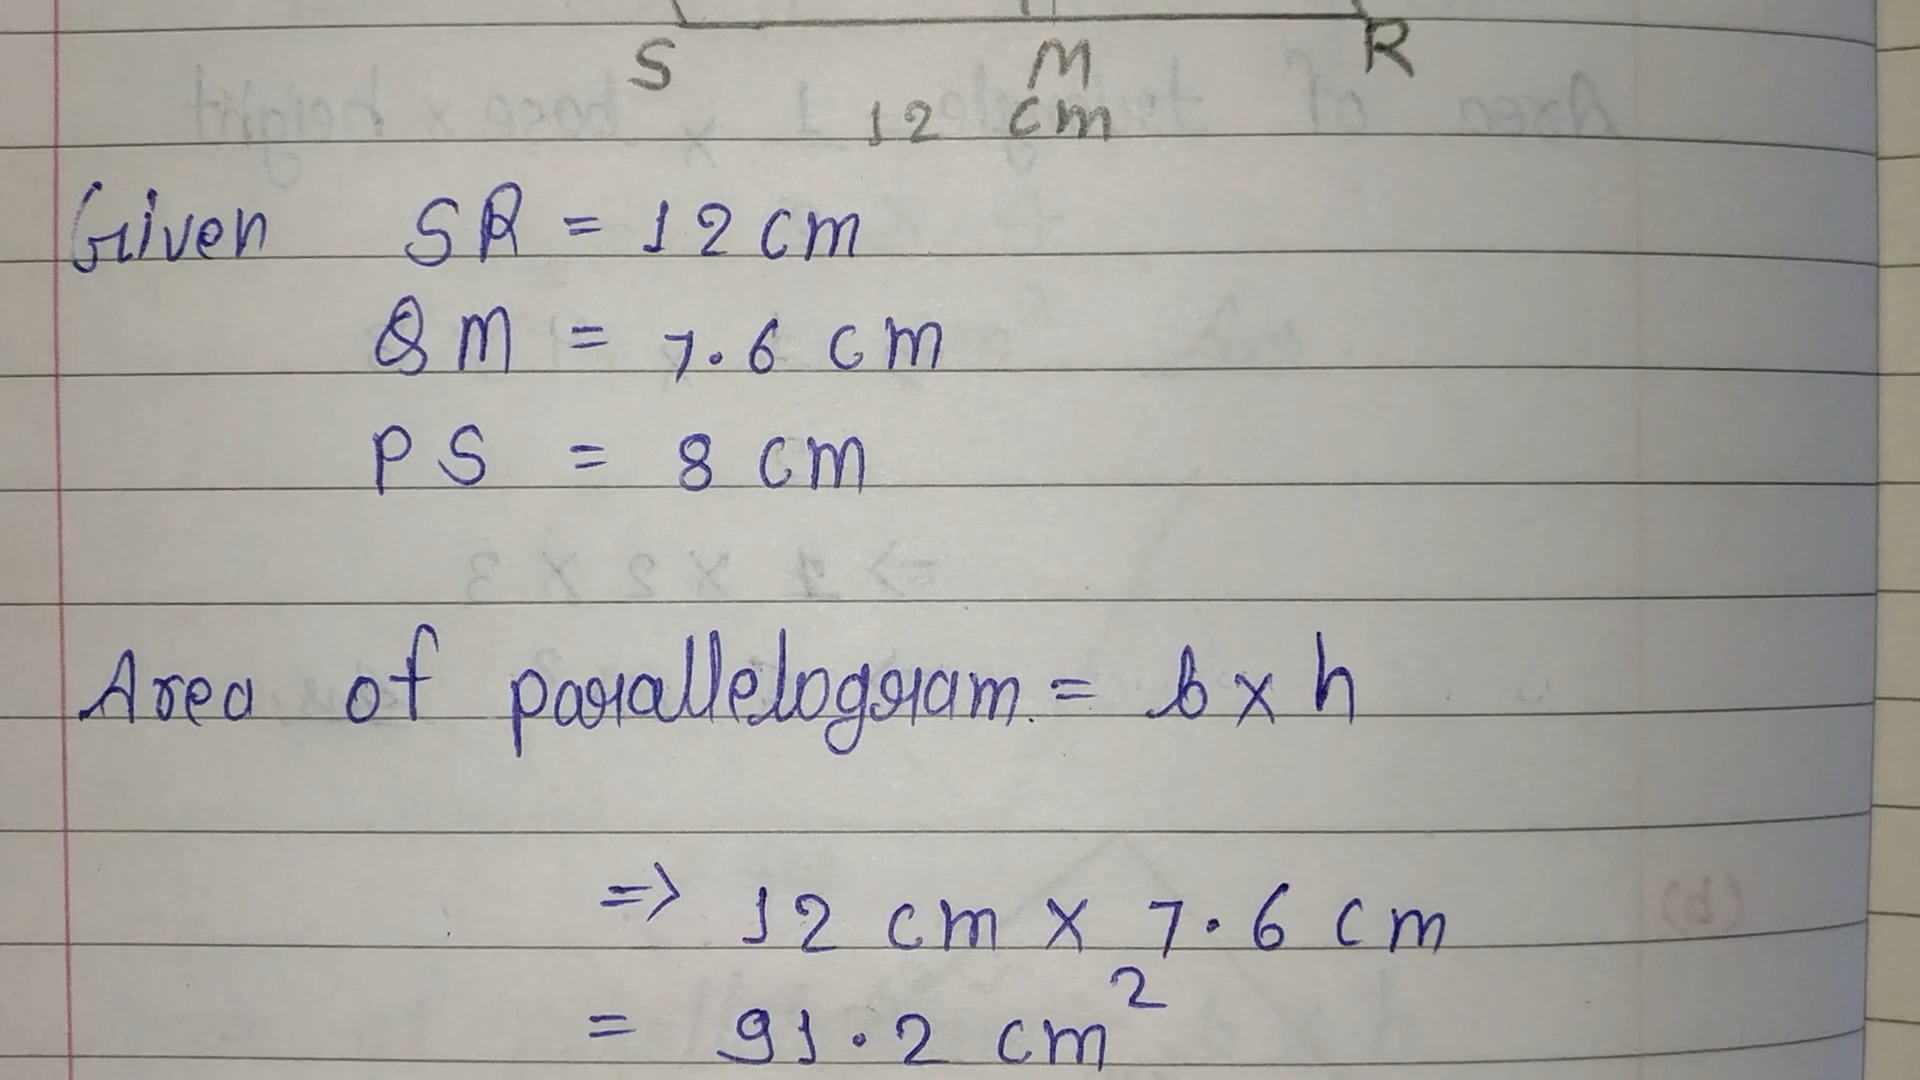 S M R
12 cm
Given SR = 12 cm
QM = 7.6 cm
PS = 8 cm
Area of parallelogram = b x h
=> 12 cm x 7.6 cm
= 91.2 cm²